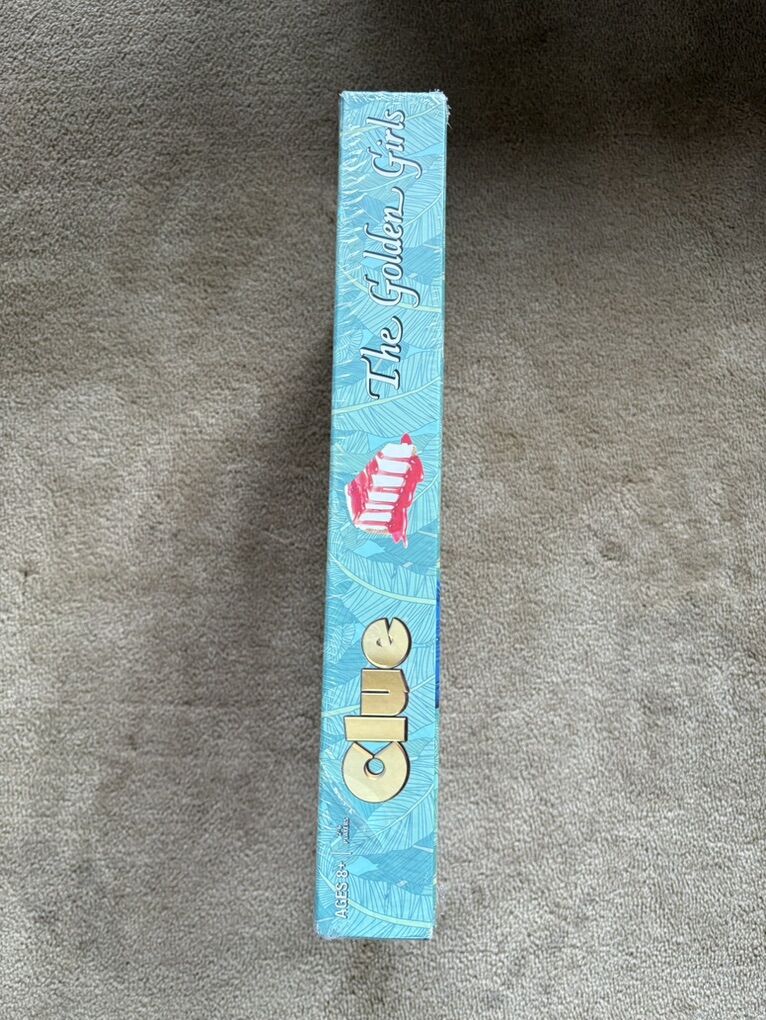 AGES 8+
Clue
The Golden Girls